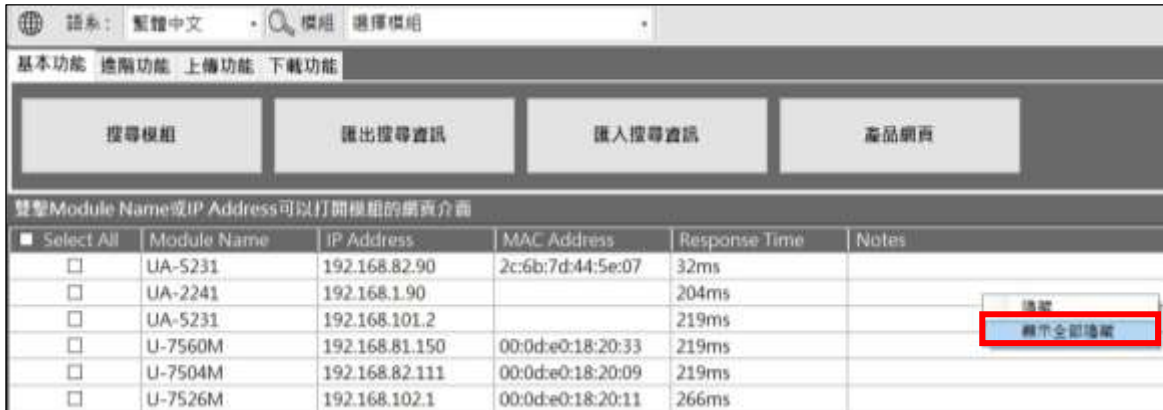 語系： 繁體中文 模組 選擇模組
基本功能 進階功能 上傳功能 下載功能
搜尋模組 匯出搜尋資訊 匯入搜尋資訊 產品網頁
雙擊Module Name或IP Address可以打開模組的網頁介面
Select All Module Name IP Address MAC Address Response Time Notes
UA-5231 192.168.82.90 2c:6b:7d:44:5e:07 32ms
UA-2241 192.168.1.90 204ms
隱藏
UA-5231 192.168.101.2 219ms
顯示全部隱藏
U-7560M 192.168.81.150 00:0d:e0:18:20:33 219ms
U-7504M 192.168.82.111 00:0d:e0:18:20:09 219ms
U-7526M 192.168.102.1 00:0d:e0:18:20:11 266ms